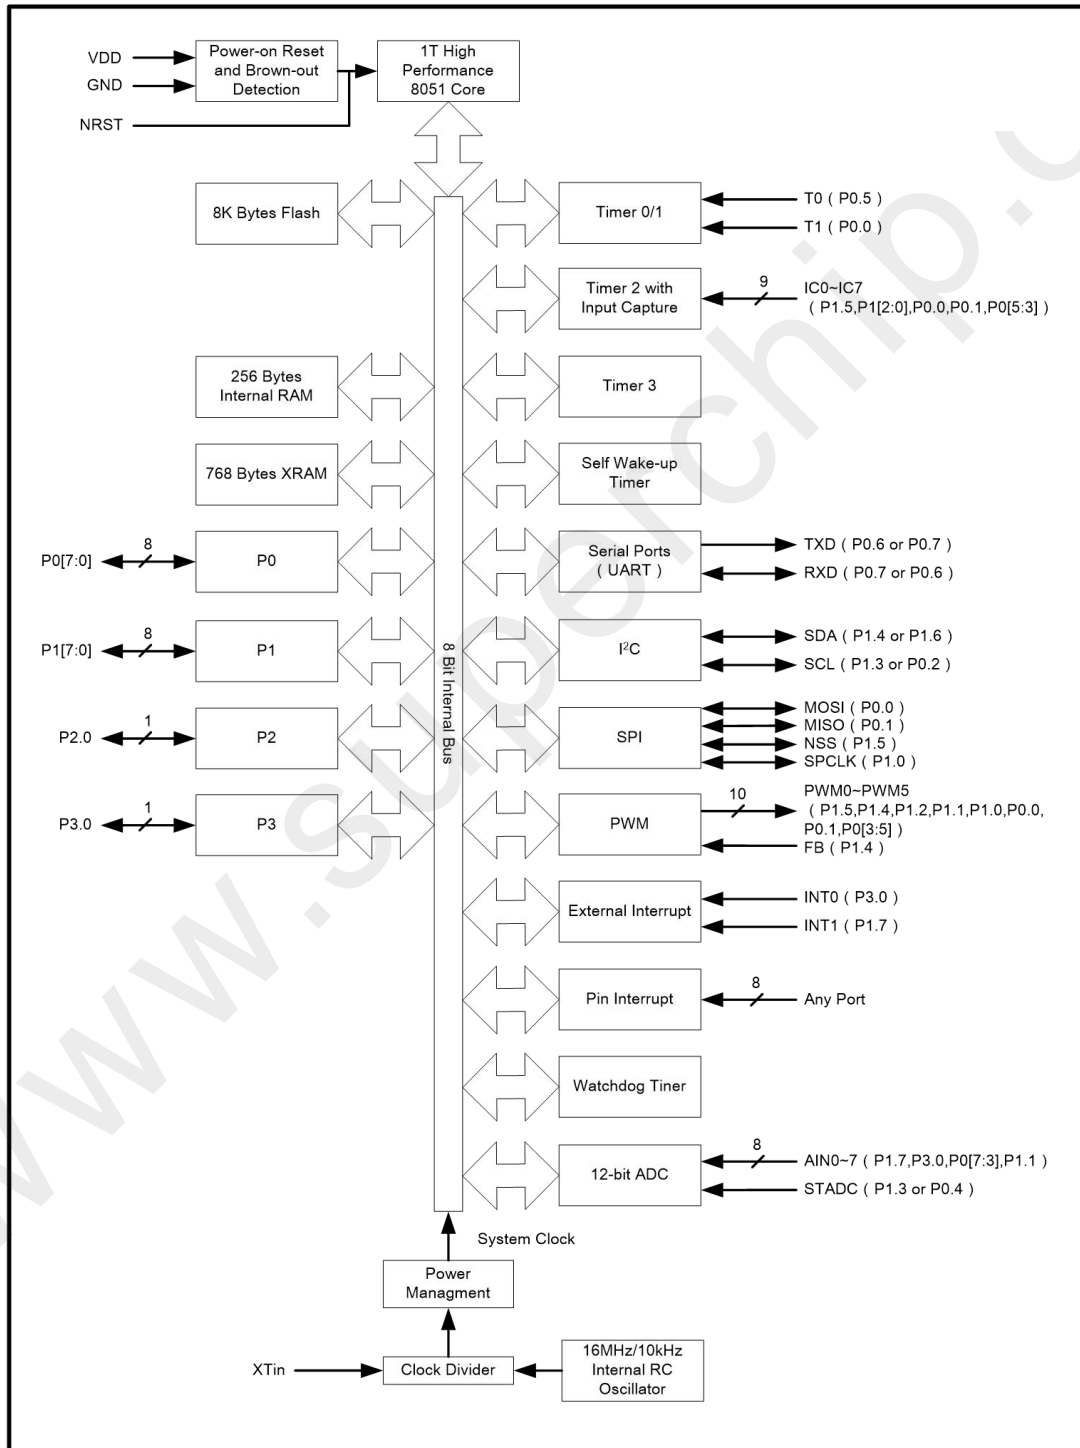 VDD
GND
NRST
Power-on Reset
and Brown-out
Detection
1T High
Performance
8051 Core
8K Bytes Flash
Timer 0/1
T0 ( P0.5 )
T1 ( P0.0 )
Timer 2 with
Input Capture
9
IC0~IC7
( P1.5,P1[2:0],P0.0,P0.1,P0[5:3] )
256 Bytes
Internal RAM
Timer 3
768 Bytes XRAM
Self Wake-up
Timer
P0[7:0]
8
P0
Serial Ports
( UART )
TXD ( P0.6 or P0.7 )
RXD ( P0.7 or P0.6 )
P1[7:0]
8
P1
8 Bit Internal Bus
I²C
SDA ( P1.4 or P1.6 )
SCL ( P1.3 or P0.2 )
P2.0
1
P2
SPI
MOSI ( P0.0 )
MISO ( P0.1 )
NSS ( P1.5 )
SPCLK ( P1.0 )
P3.0
1
P3
PWM
10
PWM0~PWM5
( P1.5,P1.4,P1.2,P1.1,P1.0,P0.0,
P0.1,P0[3:5] )
FB ( P1.4 )
External Interrupt
INT0 ( P3.0 )
INT1 ( P1.7 )
Pin Interrupt
8
Any Port
Watchdog Tiner
12-bit ADC
8
AIN0~7 ( P1.7,P3.0,P0[7:3],P1.1 )
STADC ( P1.3 or P0.4 )
System Clock
Power
Managment
XTin
Clock Divider
16MHz/10kHz
Internal RC
Oscillator
www.superchip.c